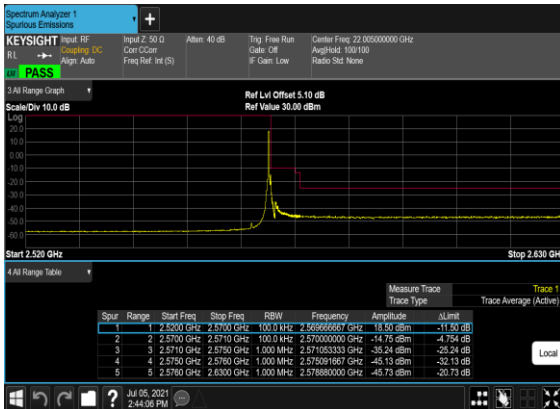 Spectrum Analyzer 1
Spurious Emissions
+
KEYSIGHT Input: RF Input Z: 50 Ω Atten: 40 dB Trig: Free Run Center Freq: 22.005000000 GHz
RL Coupling: DC Corr CCorr Gate: Off Avg|Hold: 100/100
Align: Auto Freq Ref: Int (S) IF Gain: Low Radio Std: None
PASS
3 All Range Graph Ref Lvl Offset 5.10 dB
Scale/Div 10.0 dB Ref Value 30.00 dBm
Log
20.0
10.0
0.00
-10.0
-20.0
-30.0
-40.0
-50.0
-60.0
Start 2.520 GHz Stop 2.630 GH
4 All Range Table
Measure Trace Trace 1
Trace Type Trace Average (Active)
Spur Range Start Freq Stop Freq RBW Frequency Amplitude ΔLimit
1 1 2.5200 GHz 2.5700 GHz 100.0 kHz 2.569666667 GHz 18.50 dBm -11.50 dB
2 2 2.5700 GHz 2.5710 GHz 100.0 kHz 2.570000000 GHz -14.75 dBm -4.754 dB
3 3 2.5710 GHz 2.5750 GHz 1.000 MHz 2.571053333 GHz -35.24 dBm -25.24 dB
4 4 2.5750 GHz 2.5760 GHz 1.000 MHz 2.575091667 GHz -45.13 dBm -32.13 dB
5 5 2.5760 GHz 2.6300 GHz 1.000 MHz 2.578880000 GHz -45.73 dBm -20.73 dB
Local
Jul 05, 2021
2:44:06 PM